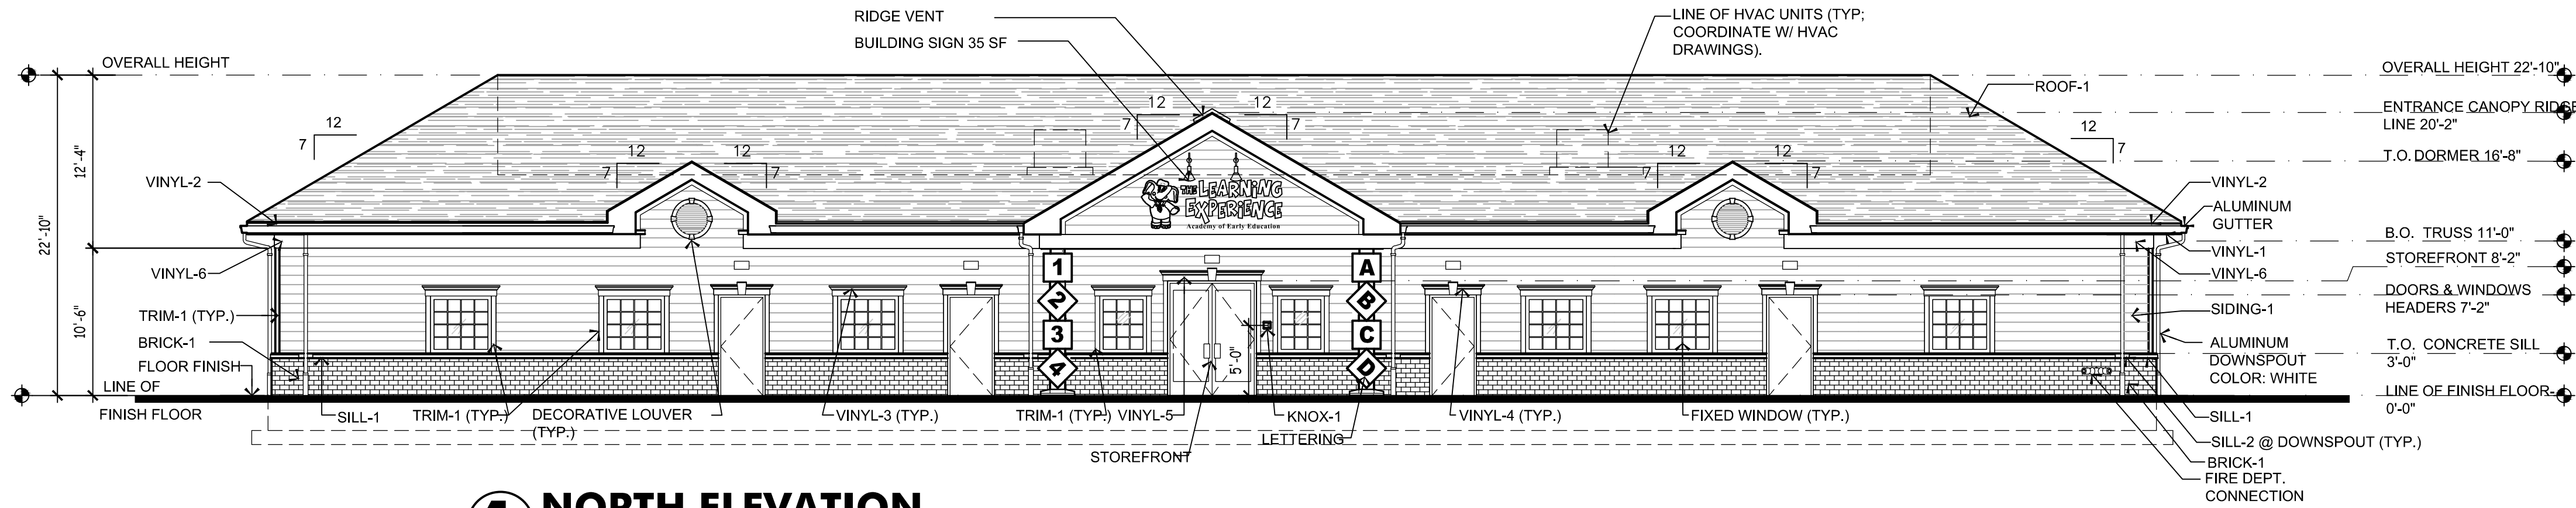 RIDGE VENT
BUILDING SIGN 35 SF
LINE OF HVAC UNITS (TYP;
COORDINATE W/ HVAC
DRAWINGS).
OVERALL HEIGHT
OVERALL HEIGHT 22'-10"
ROOF-1
ENTRANCE CANOPY RIDGE
LINE 20'-2"
12
7
12
7
12
7
12
7
12
7
12
7
12
7
12
7
T.O. DORMER 16'-8"
12'-4"
22'-10"
10'-6"
VINYL-2
VINYL-6
TRIM-1 (TYP.)
BRICK-1
FLOOR FINISH
LINE OF
FINISH FLOOR
THE LEARNING
EXPERIENCE
Academy of Early Education
1
2
3
4
A
B
C
D
5'-0"
VINYL-2
ALUMINUM
GUTTER
VINYL-1
VINYL-6
SIDING-1
ALUMINUM
DOWNSPOUT
COLOR: WHITE
B.O. TRUSS 11'-0"
STOREFRONT 8'-2"
DOORS & WINDOWS
HEADERS 7'-2"
T.O. CONCRETE SILL
3'-0"
LINE OF FINISH FLOOR
0'-0"
SILL-1
TRIM-1 (TYP.)
DECORATIVE LOUVER
(TYP.)
VINYL-3 (TYP.)
TRIM-1 (TYP.)
VINYL-5
STOREFRONT
KNOX-1
LETTERING
VINYL-4 (TYP.)
FIXED WINDOW (TYP.)
SILL-1
SILL-2 @ DOWNSPOUT (TYP.)
BRICK-1
FIRE DEPT.
CONNECTION
NORTH ELEVATION